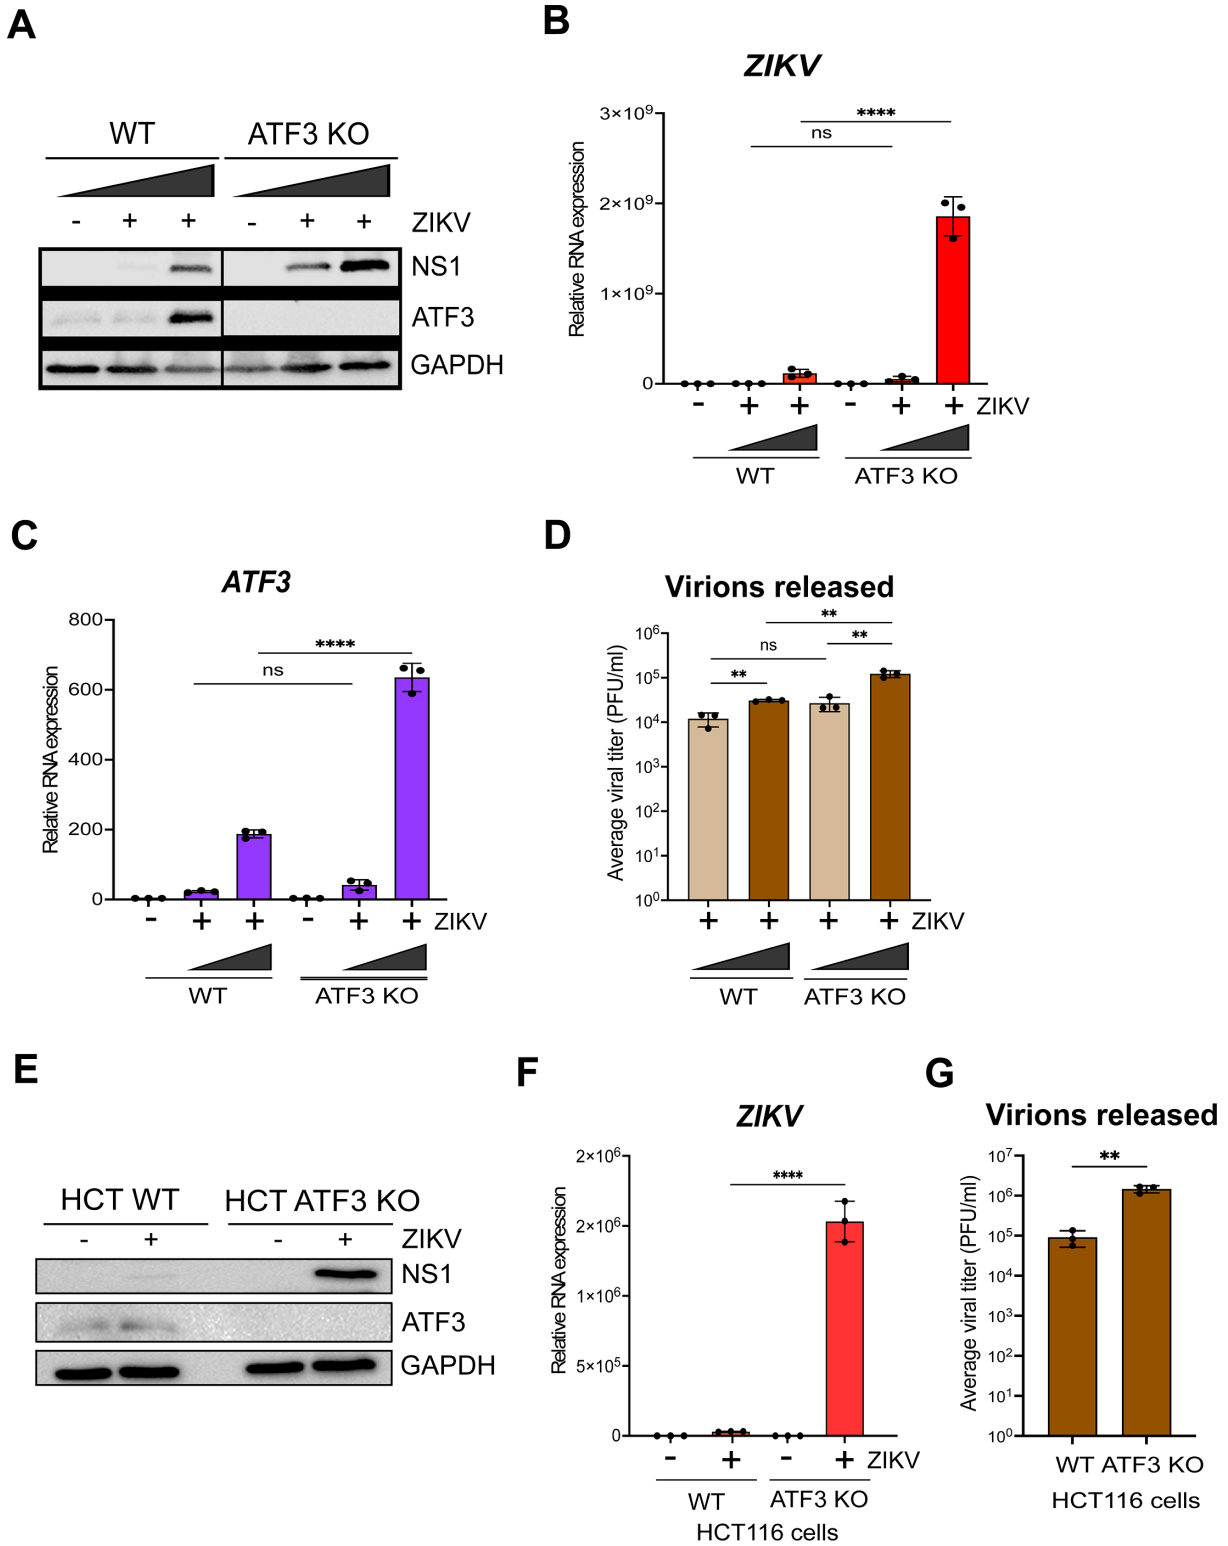 A
WT ATF3 KO
- + + - + + ZIKV
NS1
ATF3
GAPDH
B
ZIKV
Relative RNA expression
3×10⁹
2×10⁹
1×10⁹
0
****
ns
- + + - + + ZIKV
WT ATF3 KO
C
ATF3
Relative RNA expression
800
600
400
200
0
****
ns
- + + - + + ZIKV
WT ATF3 KO
D
Virions released
Average viral titer (PFU/ml)
10⁶
10⁵
10⁴
10³
10²
10¹
10⁰
**
**
ns
**
+ + + + ZIKV
WT ATF3 KO
E
HCT WT HCT ATF3 KO
- + - + ZIKV
NS1
ATF3
GAPDH
F
ZIKV
Relative RNA expression
2×10⁶
2×10⁶
1×10⁶
5×10⁵
0
****
- + - + ZIKV
WT ATF3 KO
HCT116 cells
G
Virions released
Average viral titer (PFU/ml)
10⁷
10⁶
10⁵
10⁴
10³
10²
10¹
10⁰
**
WT ATF3 KO
HCT116 cells